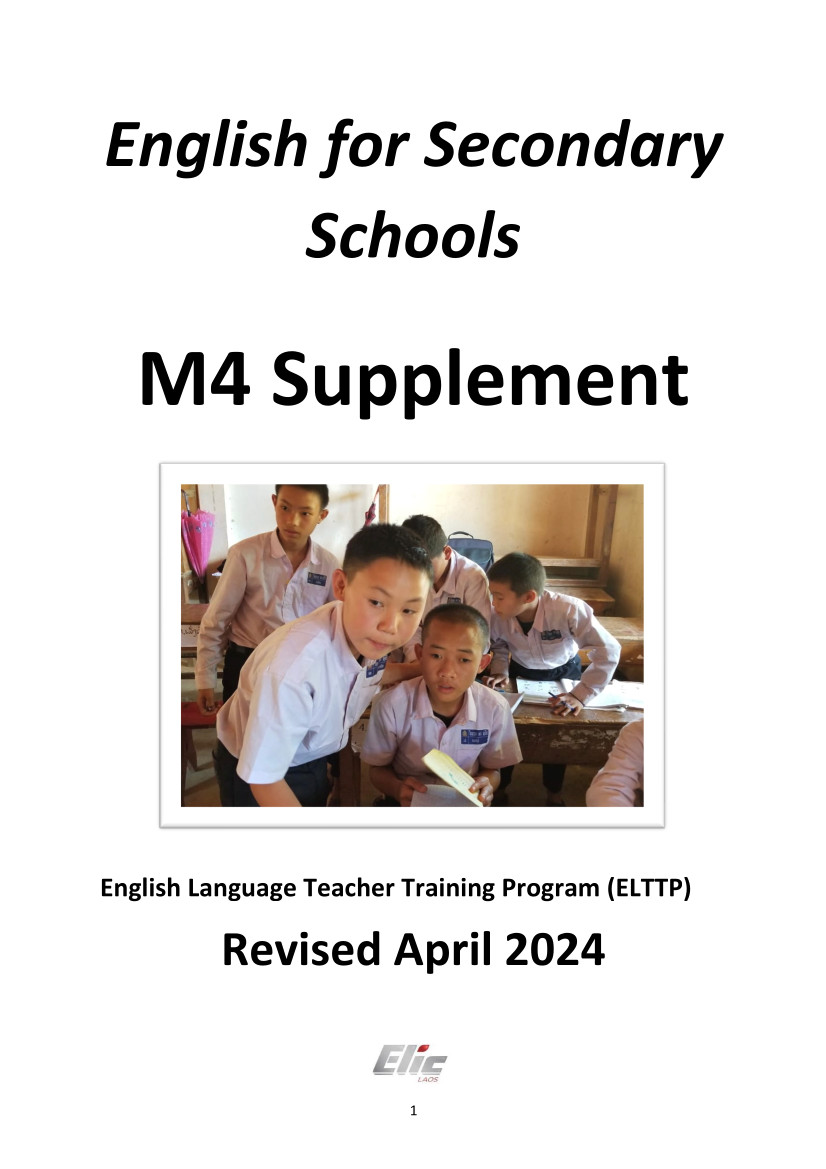 English for Secondary
Schools
M4 Supplement
English Language Teacher Training Program (ELTTP)
Revised April 2024
Elic
LAOS
1